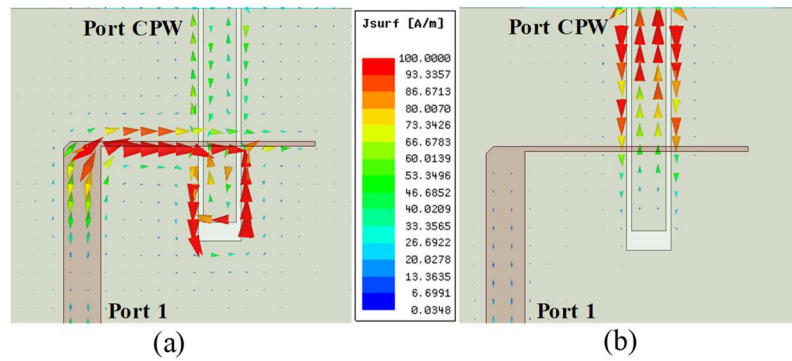 Port CPW
Port 1
(a)
Jsurf [A/m]
100.0000
93.3357
86.6713
80.0070
73.3426
66.6783
60.0139
53.3496
46.6852
40.0209
33.3565
26.6922
20.0278
13.3635
6.6991
0.0348
Port CPW
Port 1
(b)